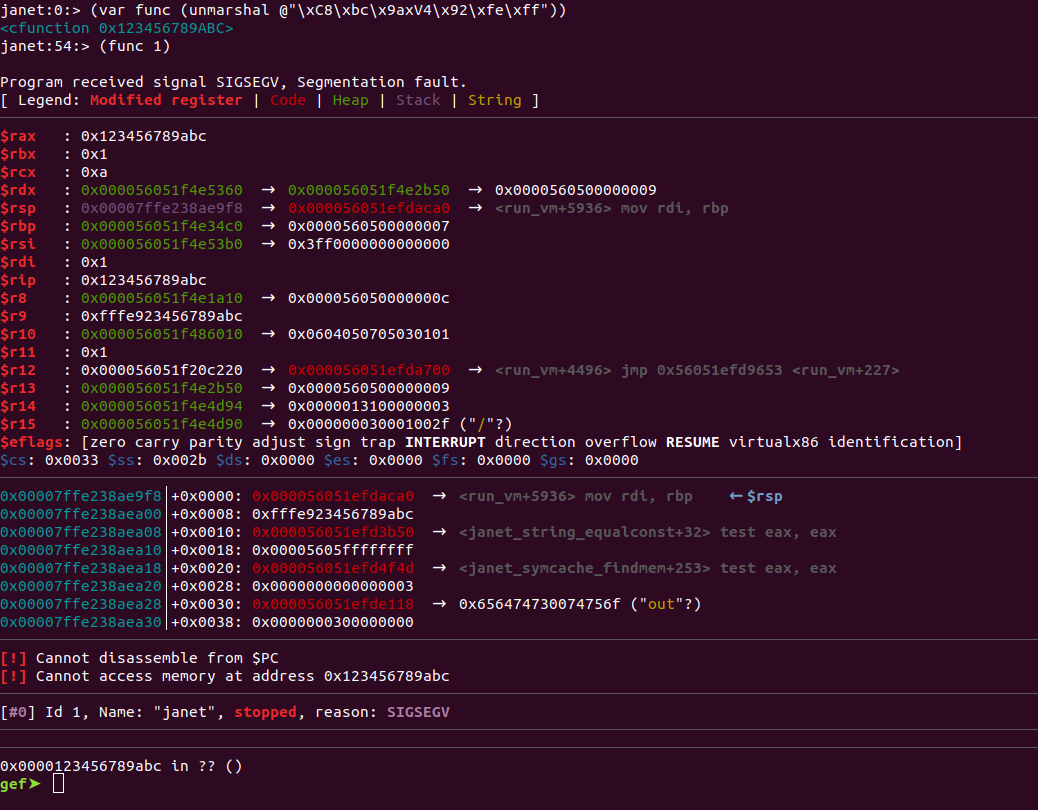 janet:0:> (var func (unmarshal @"\xC8\xbc\x9axV4\x92\xfe\xff"))
<cfunction 0x123456789ABC>
janet:54:> (func 1)
Program received signal SIGSEGV, Segmentation fault.
[ Legend: Modified register | Code | Heap | Stack | String ]
$rax   : 0x123456789abc
$rbx   : 0x1
$rcx   : 0xa
$rdx   : 0x000056051f4e5360  →  0x000056051f4e2b50  →  0x0000560500000009
$rsp   : 0x00007ffe238ae9f8  →  0x000056051efdaca0  →  <run_vm+5936> mov rdi, rbp
$rbp   : 0x000056051f4e34c0  →  0x0000560500000007
$rsi   : 0x000056051f4e53b0  →  0x3ff0000000000000
$rdi   : 0x1
$rip   : 0x123456789abc
$r8    : 0x000056051f4e1a10  →  0x000056050000000c
$r9    : 0xfffe923456789abc
$r10   : 0x000056051f486010  →  0x0604050705030101
$r11   : 0x1
$r12   : 0x000056051f20c220  →  0x000056051efda700  →  <run_vm+4496> jmp 0x56051efd9653 <run_vm+227>
$r13   : 0x000056051f4e2b50  →  0x0000560500000009
$r14   : 0x000056051f4e4d94  →  0x0000013100000003
$r15   : 0x000056051f4e4d90  →  0x000000030001002f ("/"?)
$eflags: [zero carry parity adjust sign trap INTERRUPT direction overflow RESUME virtualx86 identification]
$cs: 0x0033 $ss: 0x002b $ds: 0x0000 $es: 0x0000 $fs: 0x0000 $gs: 0x0000
0x00007ffe238ae9f8│+0x0000: 0x000056051efdaca0  →  <run_vm+5936> mov rdi, rbp    ←$rsp
0x00007ffe238aea00│+0x0008: 0xfffe923456789abc
0x00007ffe238aea08│+0x0010: 0x000056051efd3b50  →  <janet_string_equalconst+32> test eax, eax
0x00007ffe238aea10│+0x0018: 0x00005605ffffffff
0x00007ffe238aea18│+0x0020: 0x000056051efd4f4d  →  <janet_symcache_findmem+253> test eax, eax
0x00007ffe238aea20│+0x0028: 0x0000000000000003
0x00007ffe238aea28│+0x0030: 0x000056051efde118  →  0x656474730074756f ("out"?)
0x00007ffe238aea30│+0x0038: 0x0000000300000000
[!] Cannot disassemble from $PC
[!] Cannot access memory at address 0x123456789abc
[#0] Id 1, Name: "janet", stopped, reason: SIGSEGV
0x0000123456789abc in ?? ()
gef➤